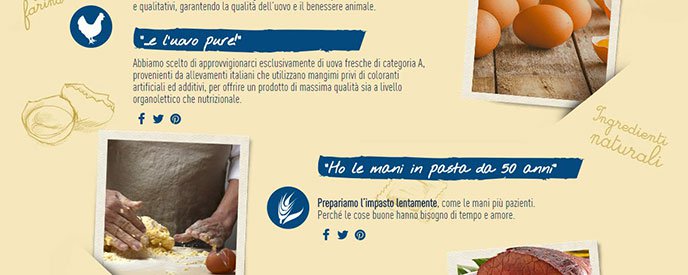 e qualitativi, garantendo la qualità dell'uovo e il benessere animale.
farina
"...e l'uovo pure!"
Abbiamo scelto di approvvigionarci esclusivamente di uova fresche di categoria A,
provenienti da allevamenti italiani che utilizzano mangimi privi di coloranti
artificiali ed additivi, per offrire un prodotto di massima qualità sia a livello
organolettico che nutrizionale.
Ingredienti
naturali
"Ho le mani in pasta da 50 anni"
Prepariamo l'impasto lentamente, come le mani più pazienti.
Perché le cose buone hanno bisogno di tempo e amore.